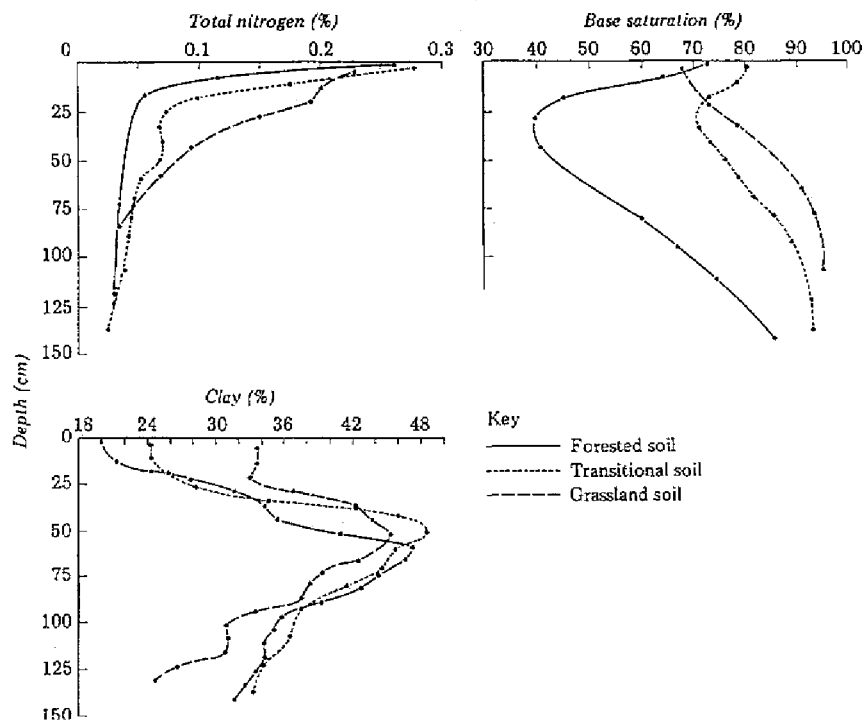 Total nitrogen (%)
0 0.1 0.2 0.3
25
50
75
100
125
150
Base saturation (%)
30 40 50 60 70 80 90 100
Depth (cm)
Clay (%)
18 24 30 36 42 48
0
25
50
75
100
125
150
Key
Forested soil
Transitional soil
Grassland soil